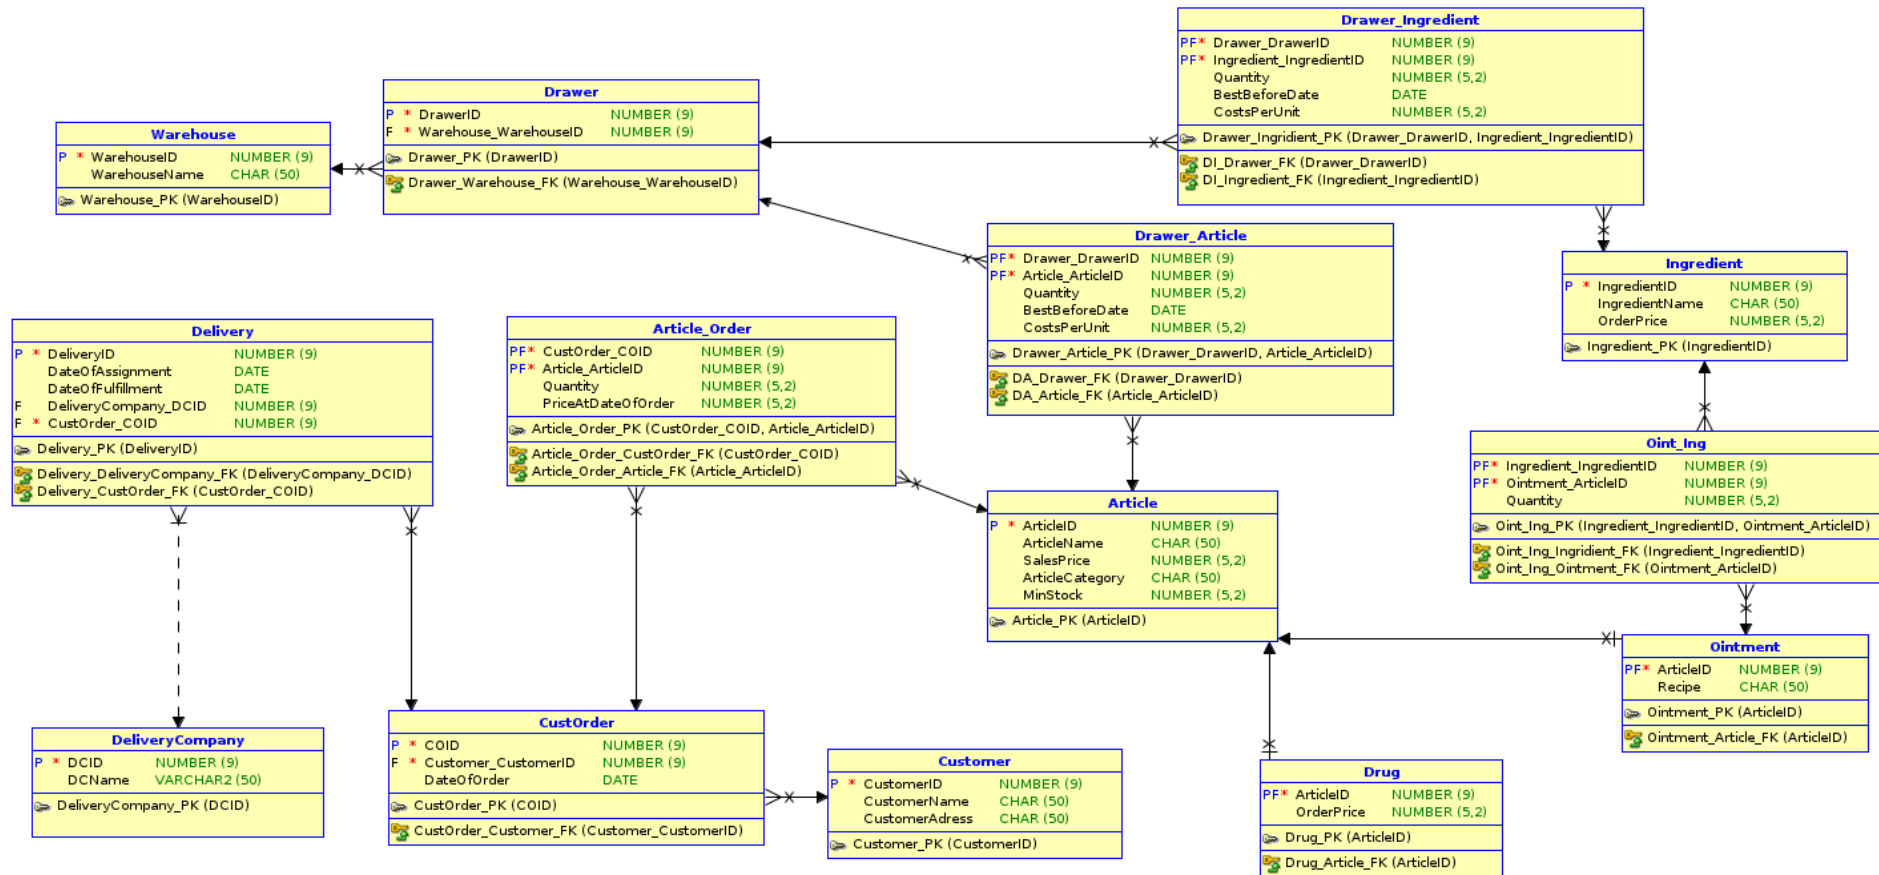 Drawer_Ingredient
PF* Drawer_DrawerID NUMBER (9)
PF* Ingredient_IngredientID NUMBER (9)
Quantity NUMBER (5,2)
BestBeforeDate DATE
CostsPerUnit NUMBER (5,2)
Drawer_Ingridient_PK (Drawer_DrawerID, Ingredient_IngredientID)
DI_Drawer_FK (Drawer_DrawerID)
DI_Ingredient_FK (Ingredient_IngredientID)
Drawer
P * DrawerID NUMBER (9)
F * Warehouse_WarehouseID NUMBER (9)
Drawer_PK (DrawerID)
Drawer_Warehouse_FK (Warehouse_WarehouseID)
Warehouse
P * WarehouseID NUMBER (9)
WarehouseName CHAR (50)
Warehouse_PK (WarehouseID)
Drawer_Article
PF* Drawer_DrawerID NUMBER (9)
PF* Article_ArticleID NUMBER (9)
Quantity NUMBER (5,2)
BestBeforeDate DATE
CostsPerUnit NUMBER (5,2)
Drawer_Article_PK (Drawer_DrawerID, Article_ArticleID)
DA_Drawer_FK (Drawer_DrawerID)
DA_Article_FK (Article_ArticleID)
Ingredient
P * IngredientID NUMBER (9)
IngredientName CHAR (50)
OrderPrice NUMBER (5,2)
Ingredient_PK (IngredientID)
Delivery
P * DeliveryID NUMBER (9)
DateOfAssignment DATE
DateOfFulfillment DATE
F DeliveryCompany_DCID NUMBER (9)
F * CustOrder_COID NUMBER (9)
Delivery_PK (DeliveryID)
Delivery_DeliveryCompany_FK (DeliveryCompany_DCID)
Delivery_CustOrder_FK (CustOrder_COID)
Article_Order
PF* CustOrder_COID NUMBER (9)
PF* Article_ArticleID NUMBER (9)
Quantity NUMBER (5,2)
PriceAtDateOfOrder NUMBER (5,2)
Article_Order_PK (CustOrder_COID, Article_ArticleID)
Article_Order_CustOrder_FK (CustOrder_COID)
Article_Order_Article_FK (Article_ArticleID)
Oint_Ing
PF* Ingredient_IngredientID NUMBER (9)
PF* Ointment_ArticleID NUMBER (9)
Quantity NUMBER (5,2)
Oint_Ing_PK (Ingredient_IngredientID, Ointment_ArticleID)
Oint_Ing_Ingridient_FK (Ingredient_IngredientID)
Oint_Ing_Ointment_FK (Ointment_ArticleID)
Article
P * ArticleID NUMBER (9)
ArticleName CHAR (50)
SalesPrice NUMBER (5,2)
ArticleCategory CHAR (50)
MinStock NUMBER (5,2)
Article_PK (ArticleID)
Ointment
PF* ArticleID NUMBER (9)
Recipe CHAR (50)
Ointment_PK (ArticleID)
Ointment_Article_FK (ArticleID)
DeliveryCompany
P * DCID NUMBER (9)
DCName VARCHAR2 (50)
DeliveryCompany_PK (DCID)
CustOrder
P * COID NUMBER (9)
F * Customer_CustomerID NUMBER (9)
DateOfOrder DATE
CustOrder_PK (COID)
CustOrder_Customer_FK (Customer_CustomerID)
Customer
P * CustomerID NUMBER (9)
CustomerName CHAR (50)
CustomerAdress CHAR (50)
Customer_PK (CustomerID)
Drug
PF* ArticleID NUMBER (9)
OrderPrice NUMBER (5,2)
Drug_PK (ArticleID)
Drug_Article_FK (ArticleID)